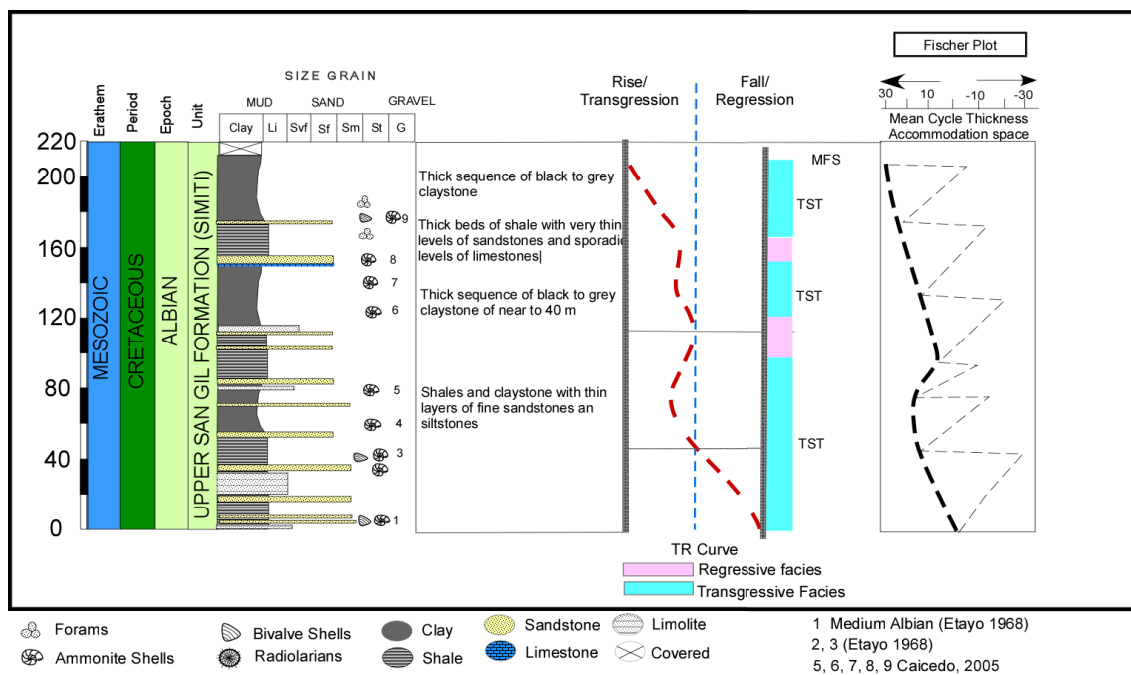 Fischer Plot
SIZE GRAIN
Rise/
Transgression
Fall/
Regression
30 10 -10 -30
Mean Cycle Thickness
Accommodation space
Erathem
Period
Epoch
Unit
MUD SAND GRAVEL
Clay Li Svf Sf Sm St G
220
200
160
120
80
40
0
MESOZOIC
CRETACEOUS
ALBIAN
UPPER SAN GIL FORMATION (SIMITI)
9
8
7
6
5
4
3
1
Thick sequence of black to grey
claystone
Thick beds of shale with very thin
levels of sandstones and sporadic
levels of limestones|
Thick sequence of black to grey
claystone of near to 40 m
Shales and claystone with thin
layers of fine sandstones an
siltstones
MFS
TST
TST
TST
TR Curve
Regressive facies
Transgressive Facies
Forams
Ammonite Shells
Bivalve Shells
Radiolarians
Clay
Shale
Sandstone
Limestone
Limolite
Covered
1 Medium Albian (Etayo 1968)
2, 3 (Etayo 1968)
5, 6, 7, 8, 9 Caicedo, 2005